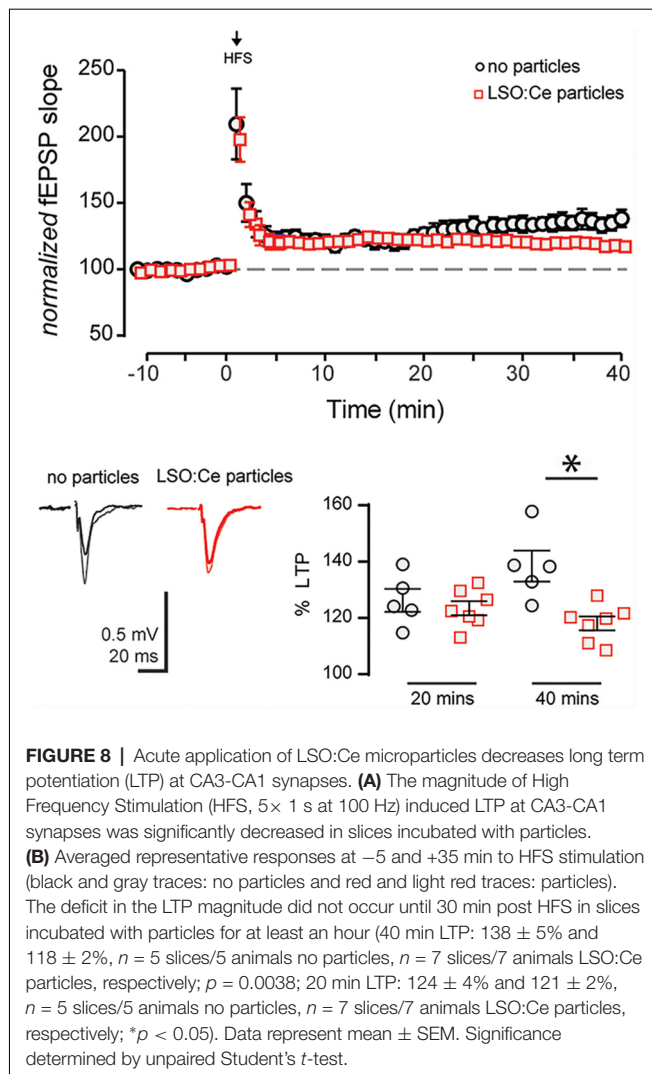 HFS
no particles
LSO:Ce particles
250
200
150
100
50
normalized fEPSP slope
-10
0
10
20
30
40
Time (min)
no particles
LSO:Ce particles
0.5 mV
20 ms
% LTP
160
140
120
100
*
20 mins
40 mins
FIGURE 8 | Acute application of LSO:Ce microparticles decreases long term
potentiation (LTP) at CA3-CA1 synapses. (A) The magnitude of High
Frequency Stimulation (HFS, 5× 1 s at 100 Hz) induced LTP at CA3-CA1
synapses was significantly decreased in slices incubated with particles.
(B) Averaged representative responses at −5 and +35 min to HFS stimulation
(black and gray traces: no particles and red and light red traces: particles).
The deficit in the LTP magnitude did not occur until 30 min post HFS in slices
incubated with particles for at least an hour (40 min LTP: 138 ± 5% and
118 ± 2%, n = 5 slices/5 animals no particles, n = 7 slices/7 animals LSO:Ce
particles, respectively; p = 0.0038; 20 min LTP: 124 ± 4% and 121 ± 2%,
n = 5 slices/5 animals no particles, n = 7 slices/7 animals LSO:Ce particles,
respectively; *p < 0.05). Data represent mean ± SEM. Significance
determined by unpaired Student's t-test.